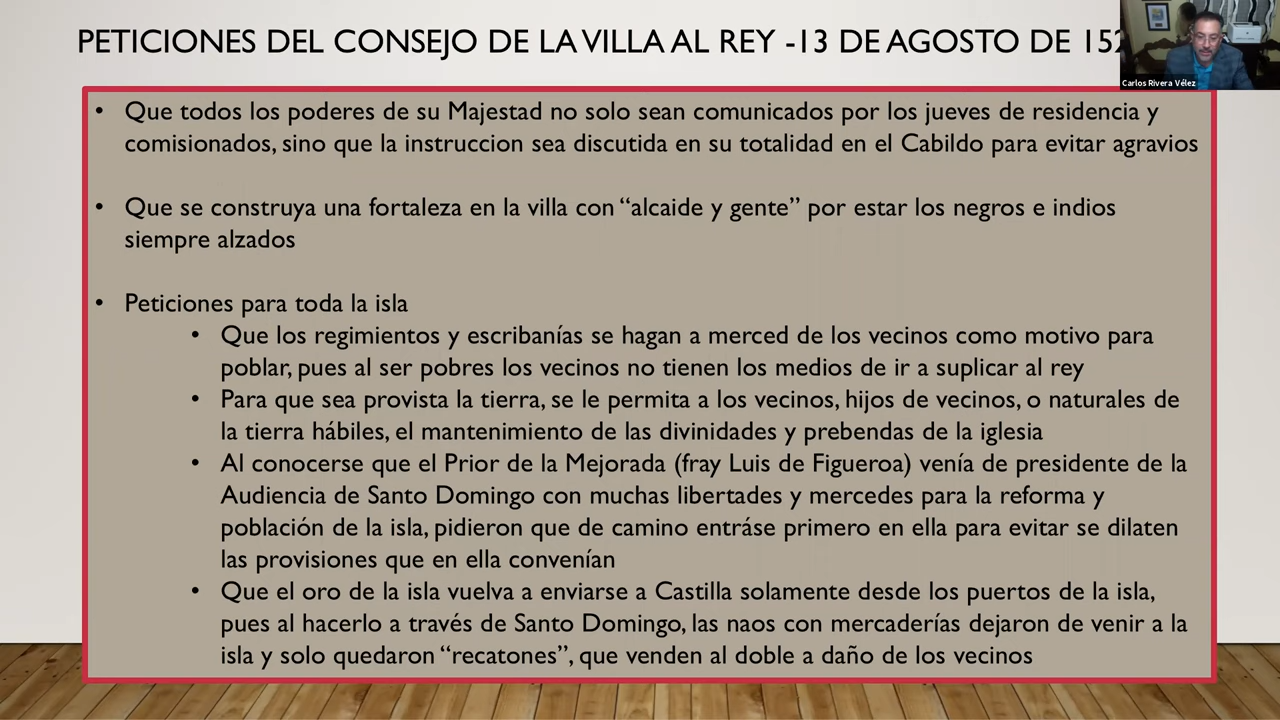 PETICIONES DEL CONSEJO DE LA VILLA AL REY -13 DE AGOSTO DE
Carlos Rivera Vélez
• Que todos los poderes de su Majestad no solo sean comunicados por los jueves de residencia y
comisionados, sino que la instruccion sea discutida en su totalidad en el Cabildo para evitar agravios
• Que se construya una fortaleza en la villa con “alcaide y gente” por estar los negros e indios
siempre alzados
• Peticiones para toda la isla
• Que los regimientos y escribanías se hagan a merced de los vecinos como motivo para
poblar, pues al ser pobres los vecinos no tienen los medios de ir a suplicar al rey
• Para que sea provista la tierra, se le permita a los vecinos, hijos de vecinos, o naturales de
la tierra hábiles, el mantenimiento de las divinidades y prebendas de la iglesia
• Al conocerse que el Prior de la Mejorada (fray Luis de Figueroa) venía de presidente de la
Audiencia de Santo Domingo con muchas libertades y mercedes para la reforma y
población de la isla, pidieron que de camino entráse primero en ella para evitar se dilaten
las provisiones que en ella convenían
• Que el oro de la isla vuelva a enviarse a Castilla solamente desde los puertos de la isla,
pues al hacerlo a través de Santo Domingo, las naos con mercaderías dejaron de venir a la
isla y solo quedaron “recatones”, que venden al doble a daño de los vecinos